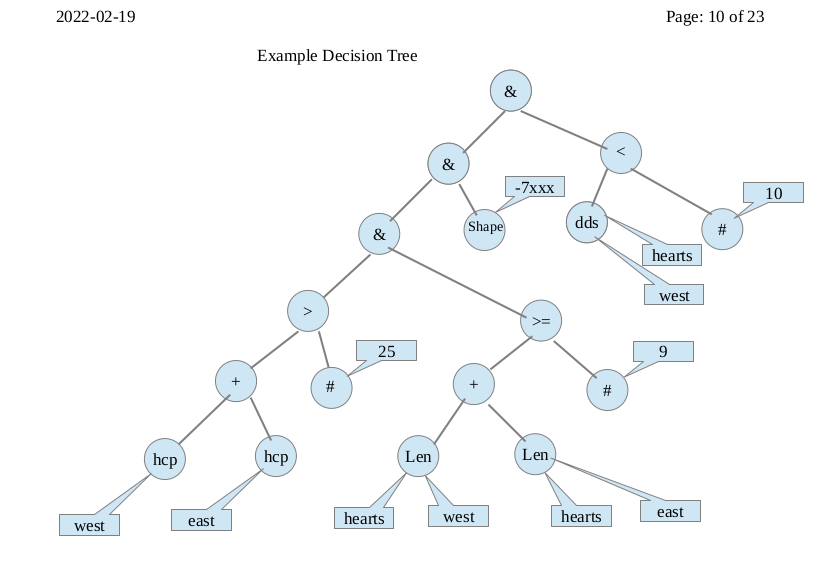 2022-02-19
Page: 10 of 23
Example Decision Tree
&
&
<
-7xxx
10
&
Shape
dds
#
hearts
west
>
>=
25
9
+
#
+
#
hcp
hcp
Len
Len
west
east
hearts
west
hearts
east